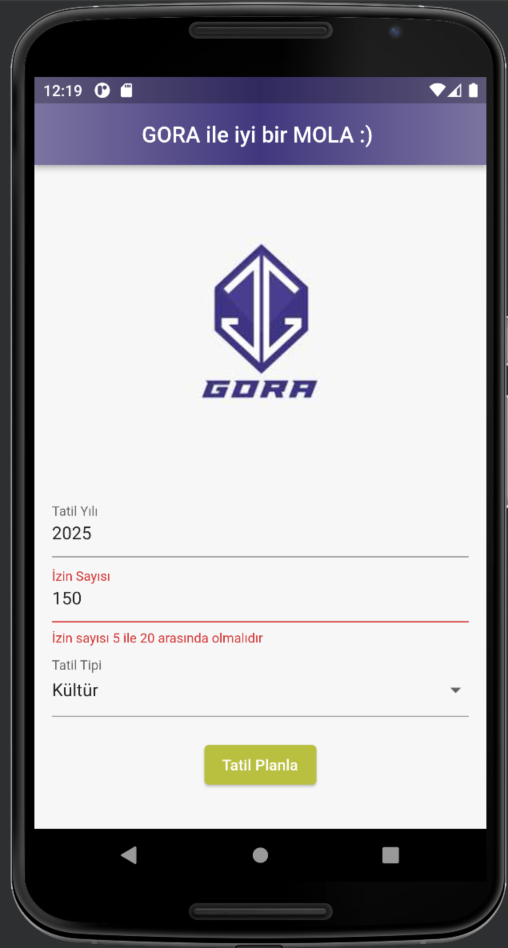 12:19
GORA ile iyi bir MOLA :)
GORA
Tatil Yılı
2025
İzin Sayısı
150
İzin sayısı 5 ile 20 arasında olmalıdır
Tatil Tipi
Kültür
Tatil Planla